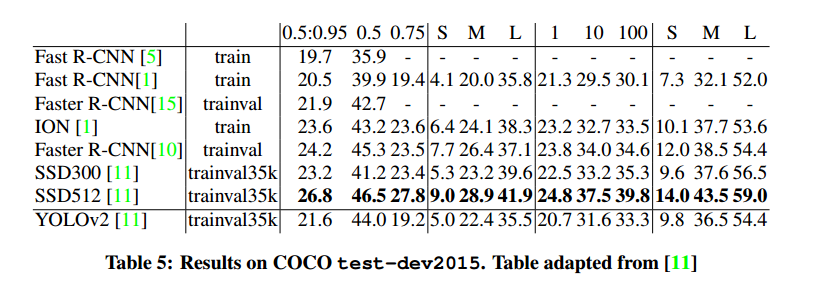 0.5:0.95 0.5 0.75 S M L 1 10 100 S M L
Fast R-CNN [5] train 19.7 35.9 - - - - - - - - - -
Fast R-CNN[1] train 20.5 39.9 19.4 4.1 20.0 35.8 21.3 29.5 30.1 7.3 32.1 52.0
Faster R-CNN[15] trainval 21.9 42.7 - - - - - - - - - -
ION [1] train 23.6 43.2 23.6 6.4 24.1 38.3 23.2 32.7 33.5 10.1 37.7 53.6
Faster R-CNN[10] trainval 24.2 45.3 23.5 7.7 26.4 37.1 23.8 34.0 34.6 12.0 38.5 54.4
SSD300 [11] trainval35k 23.2 41.2 23.4 5.3 23.2 39.6 22.5 33.2 35.3 9.6 37.6 56.5
SSD512 [11] trainval35k 26.8 46.5 27.8 9.0 28.9 41.9 24.8 37.5 39.8 14.0 43.5 59.0
YOLOv2 [11] trainval35k 21.6 44.0 19.2 5.0 22.4 35.5 20.7 31.6 33.3 9.8 36.5 54.4
Table 5: Results on COCO test-dev2015. Table adapted from [11]